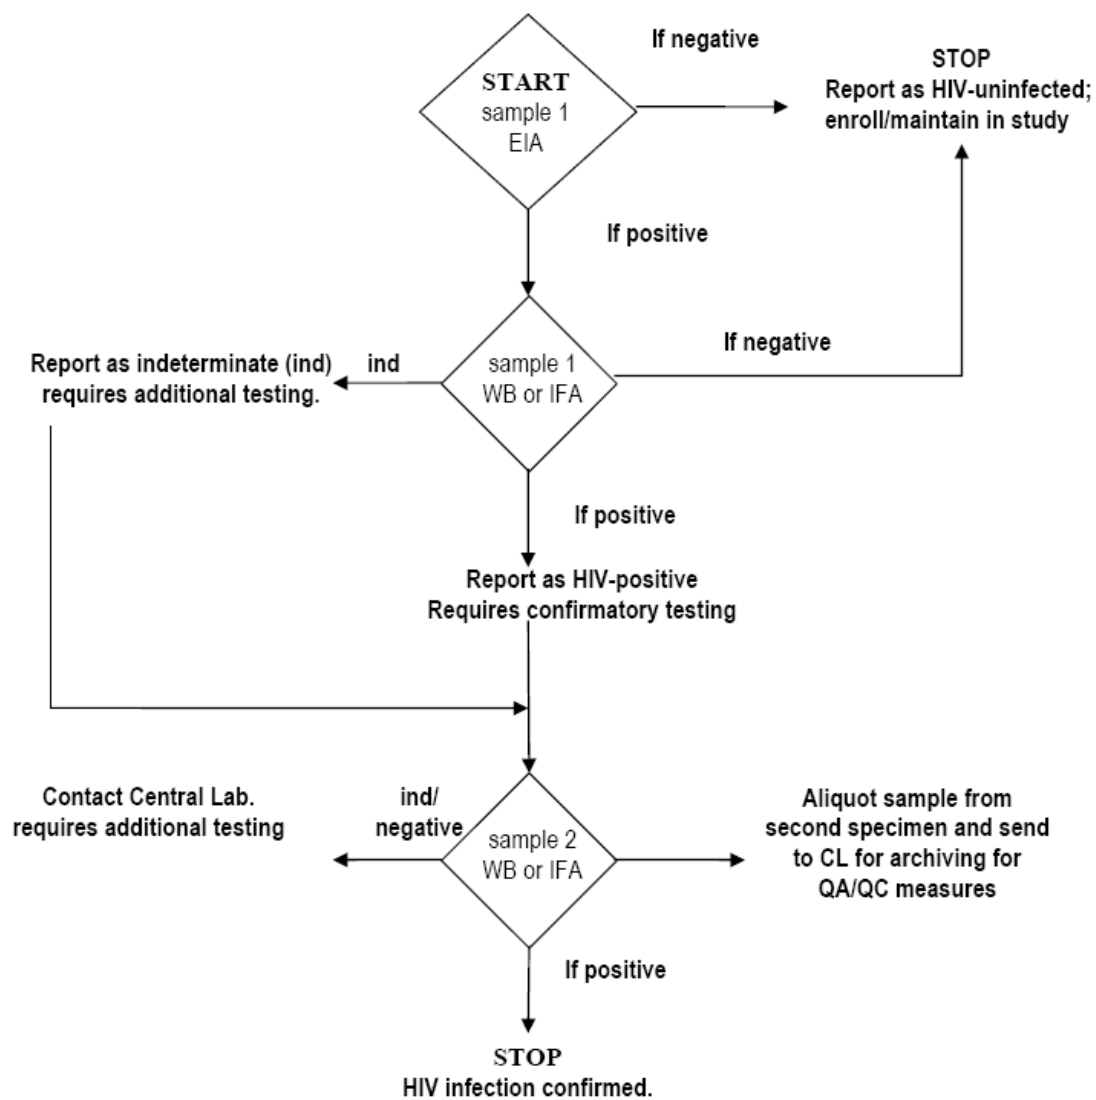 If negative
START
sample 1
EIA
STOP
Report as HIV-uninfected;
enroll/maintain in study
If positive
Report as indeterminate (ind)
requires additional testing.
ind
sample 1
WB or IFA
If negative
If positive
Report as HIV-positive
Requires confirmatory testing
Contact Central Lab.
requires additional testing
ind/
negative
sample 2
WB or IFA
Aliquot sample from
second specimen and send
to CL for archiving for
QA/QC measures
If positive
STOP
HIV infection confirmed.